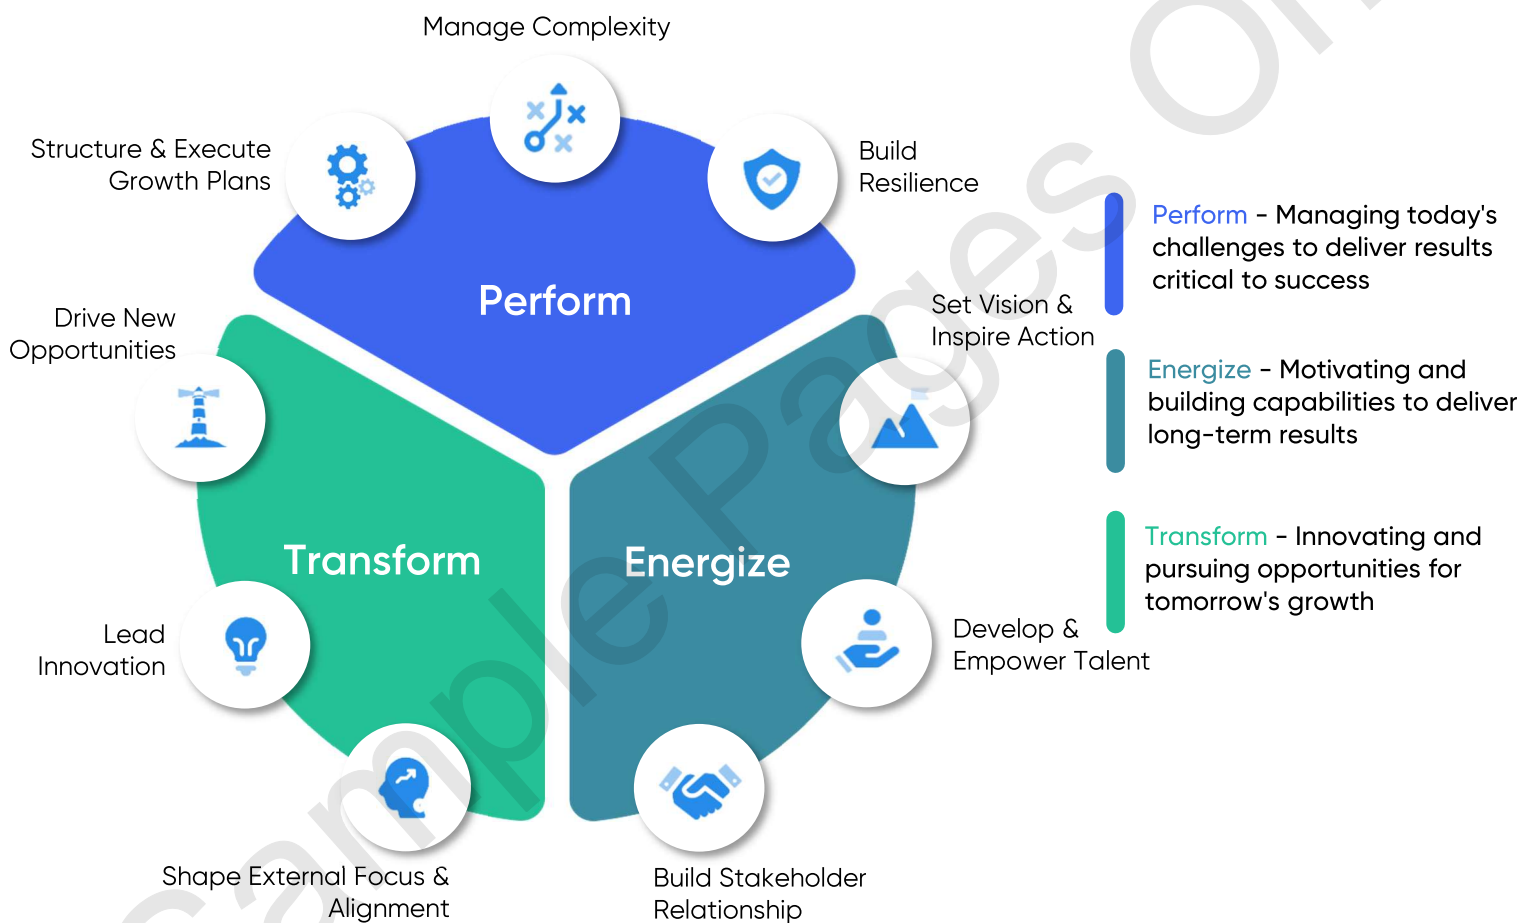 Manage Complexity
Structure & Execute
Growth Plans
Build
Resilience
Perform
Drive New
Opportunities
Set Vision &
Inspire Action
Transform
Energize
Lead
Innovation
Develop &
Empower Talent
Shape External Focus &
Alignment
Build Stakeholder
Relationship
Perform - Managing today's
challenges to deliver results
critical to success
Energize - Motivating and
building capabilities to deliver
long-term results
Transform - Innovating and
pursuing opportunities for
tomorrow's growth
Sample Pages